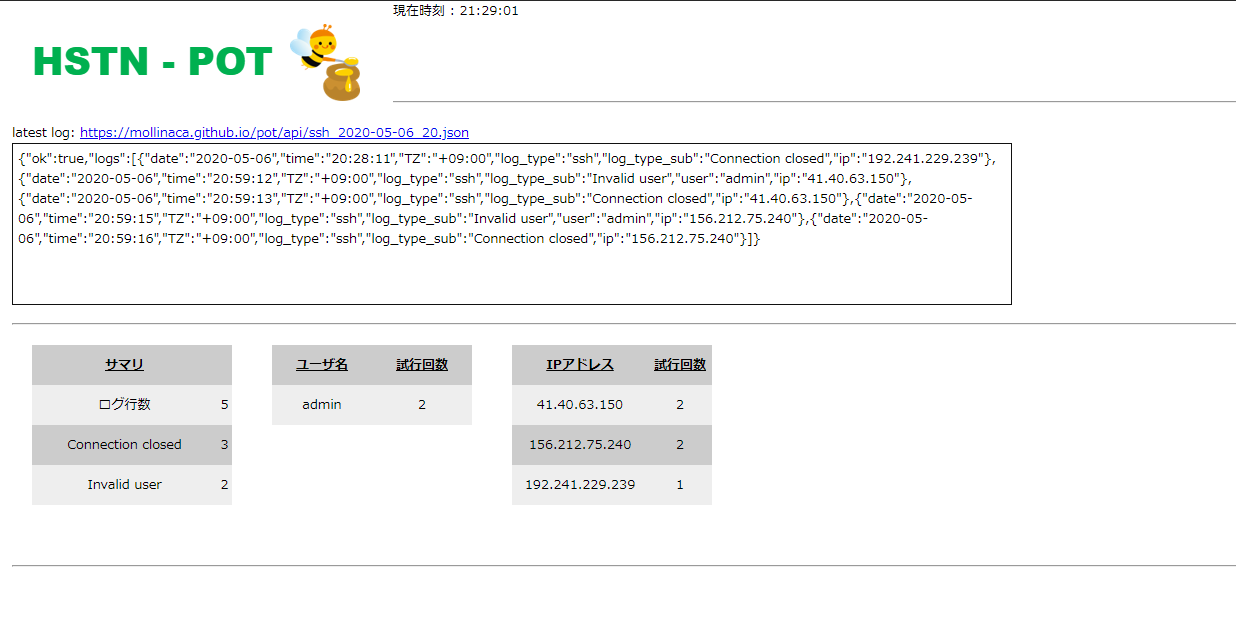 現在時刻 : 21:29:01
HSTN - POT
latest log: https://mollinaca.github.io/pot/api/ssh_2020-05-06_20.json
{"ok":true,"logs":[{"date":"2020-05-06","time":"20:28:11","TZ":"+09:00","log_type":"ssh","log_type_sub":"Connection closed","ip":"192.241.229.239"},
{"date":"2020-05-06","time":"20:59:12","TZ":"+09:00","log_type":"ssh","log_type_sub":"Invalid user","user":"admin","ip":"41.40.63.150"},
{"date":"2020-05-06","time":"20:59:13","TZ":"+09:00","log_type":"ssh","log_type_sub":"Connection closed","ip":"41.40.63.150"},{"date":"2020-05-
06","time":"20:59:15","TZ":"+09:00","log_type":"ssh","log_type_sub":"Invalid user","user":"admin","ip":"156.212.75.240"},{"date":"2020-05-
06","time":"20:59:16","TZ":"+09:00","log_type":"ssh","log_type_sub":"Connection closed","ip":"156.212.75.240"}]}
サマリ
ログ行数 5
Connection closed 3
Invalid user 2
ユーザ名 試行回数
admin 2
IPアドレス 試行回数
41.40.63.150 2
156.212.75.240 2
192.241.229.239 1